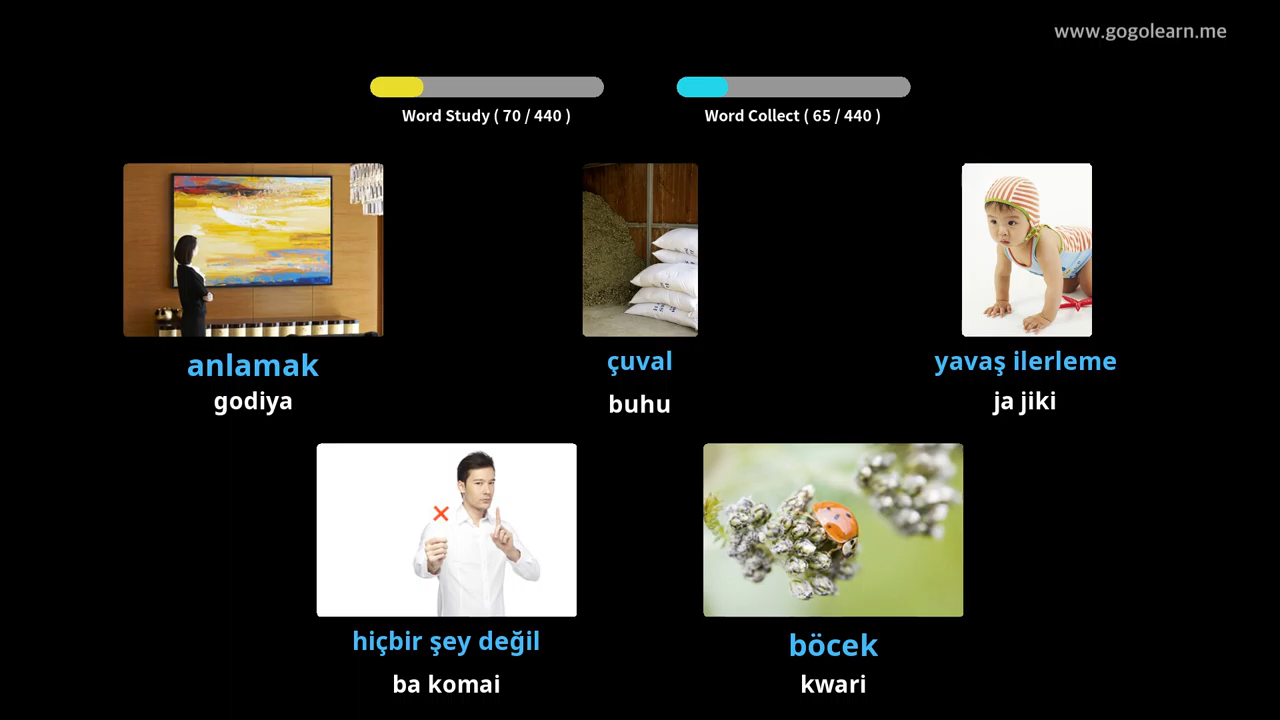 www.gogolearn.me
Word Study ( 70 / 440 )
Word Collect ( 65 / 440 )
anlamak
godiya
çuval
buhu
yavaş ilerleme
ja jiki
hiçbir şey değil
ba komai
böcek
kwari